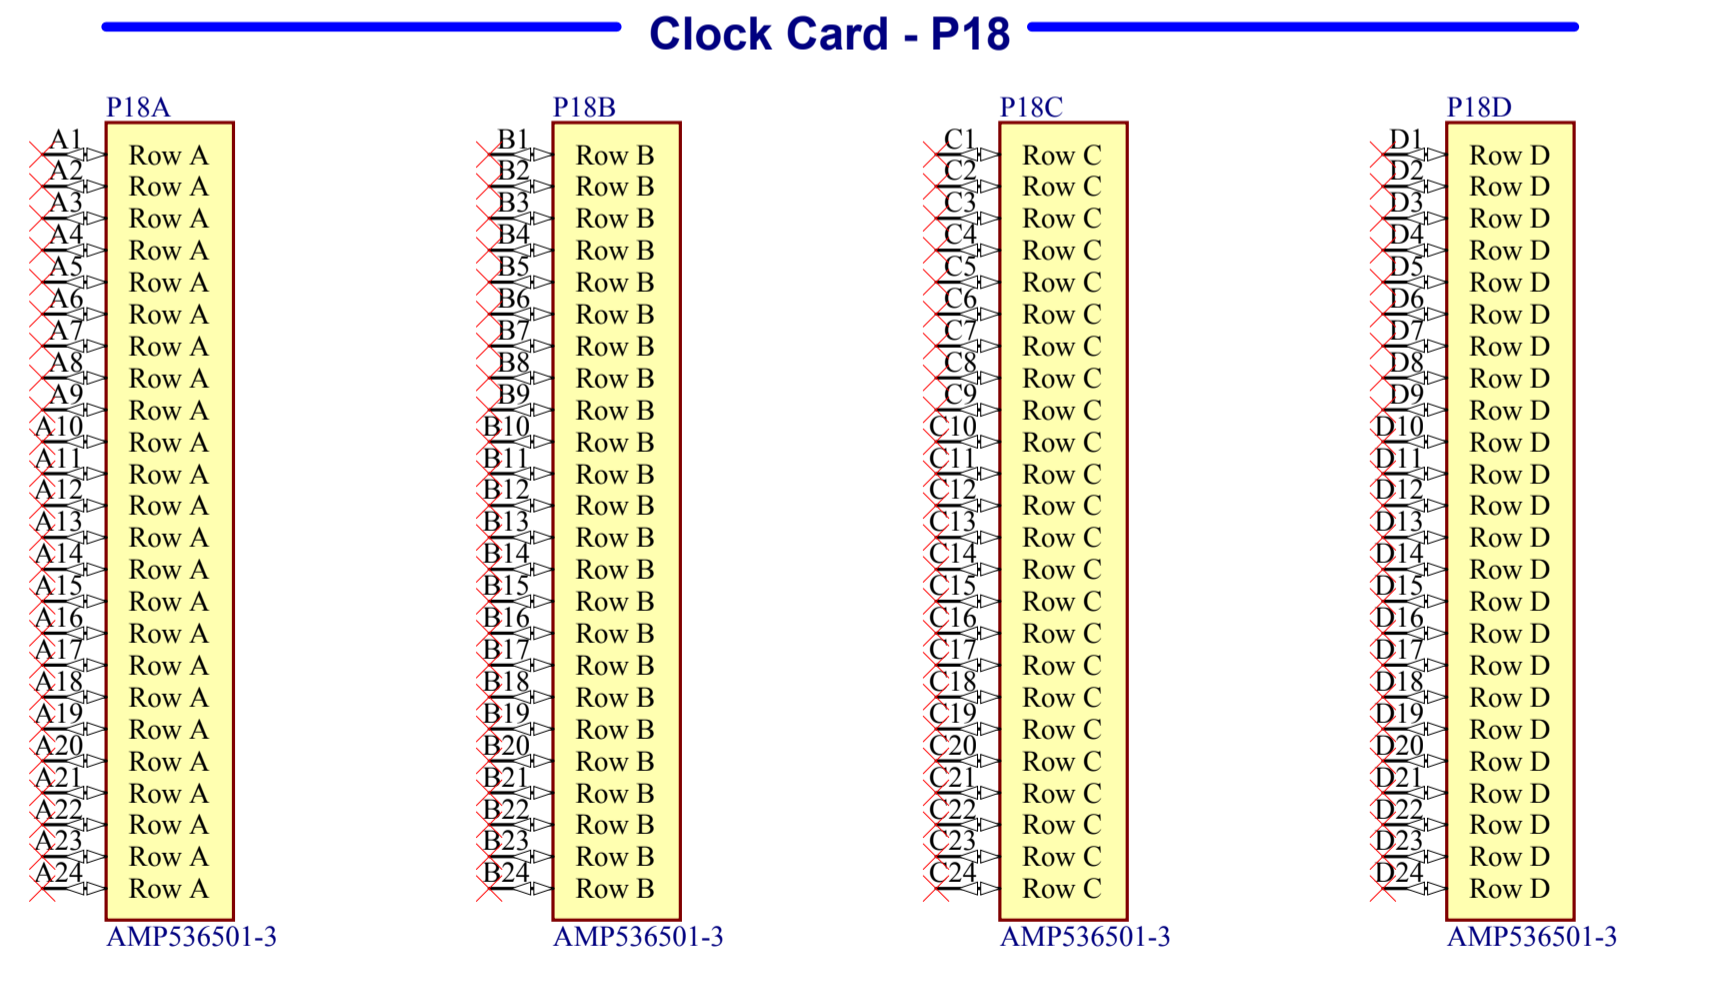 Clock Card - P18
P18A P18B P18C P18D
A1 Row A B1 Row B C1 Row C D1 Row D
A2 Row A B2 Row B C2 Row C D2 Row D
A3 Row A B3 Row B C3 Row C D3 Row D
A4 Row A B4 Row B C4 Row C D4 Row D
A5 Row A B5 Row B C5 Row C D5 Row D
A6 Row A B6 Row B C6 Row C D6 Row D
A7 Row A B7 Row B C7 Row C D7 Row D
A8 Row A B8 Row B C8 Row C D8 Row D
A9 Row A B9 Row B C9 Row C D9 Row D
A10 Row A B10 Row B C10 Row C D10 Row D
A11 Row A B11 Row B C11 Row C D11 Row D
A12 Row A B12 Row B C12 Row C D12 Row D
A13 Row A B13 Row B C13 Row C D13 Row D
A14 Row A B14 Row B C14 Row C D14 Row D
A15 Row A B15 Row B C15 Row C D15 Row D
A16 Row A B16 Row B C16 Row C D16 Row D
A17 Row A B17 Row B C17 Row C D17 Row D
A18 Row A B18 Row B C18 Row C D18 Row D
A19 Row A B19 Row B C19 Row C D19 Row D
A20 Row A B20 Row B C20 Row C D20 Row D
A21 Row A B21 Row B C21 Row C D21 Row D
A22 Row A B22 Row B C22 Row C D22 Row D
A23 Row A B23 Row B C23 Row C D23 Row D
A24 Row A B24 Row B C24 Row C D24 Row D
AMP536501-3 AMP536501-3 AMP536501-3 AMP536501-3